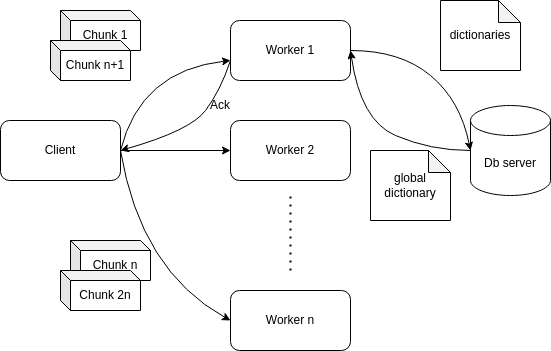 Chunk 1
Chunk n+1
Worker 1
dictionaries
Ack
Client
Worker 2
global
dictionary
Db server
Chunk n
Chunk 2n
Worker n